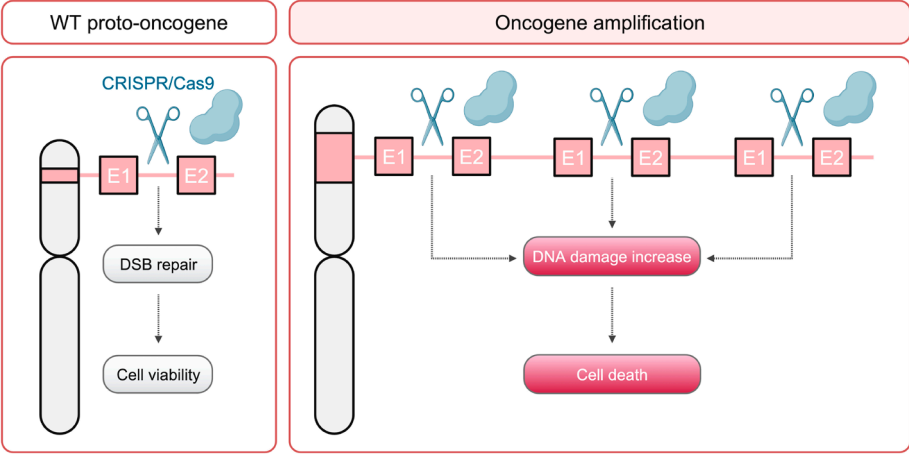 WT proto-oncogene
Oncogene amplification
CRISPR/Cas9
E1
E2
DSB repair
Cell viability
E1
E2
E1
E2
E1
E2
DNA damage increase
Cell death